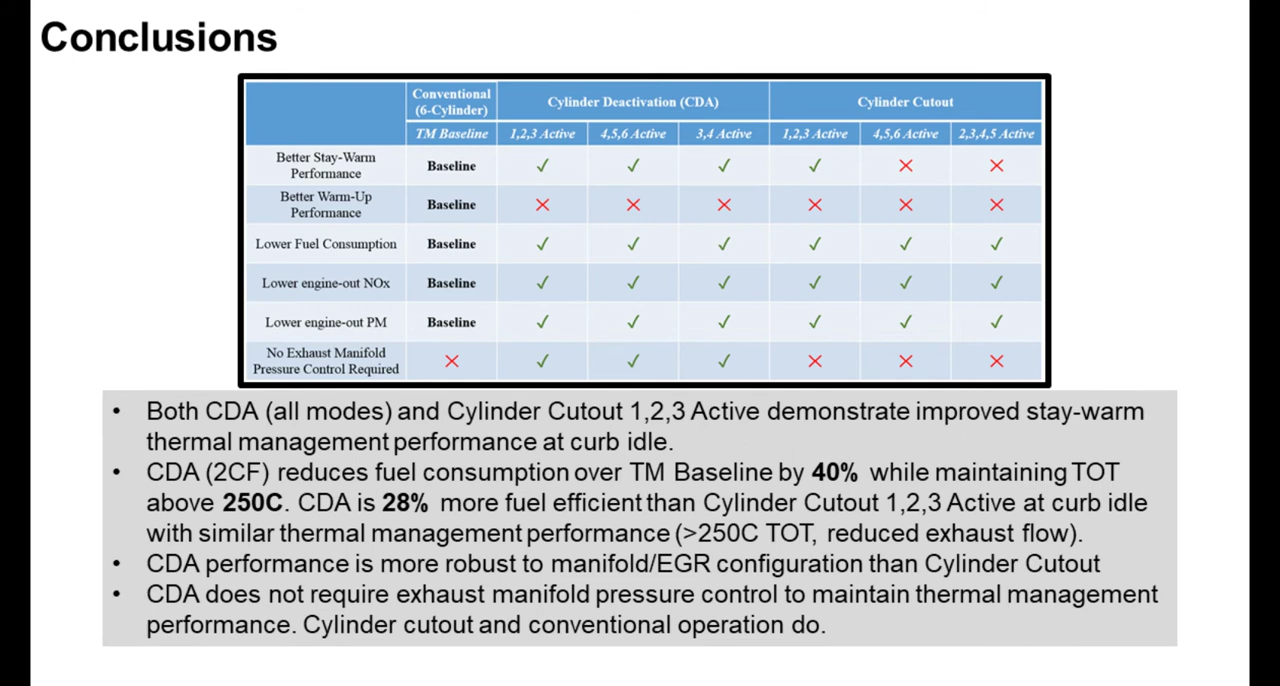 Conclusions
Conventional
(6-Cylinder)
Cylinder Deactivation (CDA)
Cylinder Cutout
TM Baseline
1,2,3 Active
4,5,6 Active
3,4 Active
1,2,3 Active
4,5,6 Active
2,3,4,5 Active
Better Stay-Warm
Performance
Baseline
✓ ✓ ✓ ✓ ✕ ✕
Better Warm-Up
Performance
Baseline
✕ ✕ ✕ ✕ ✕ ✕
Lower Fuel Consumption
Baseline
✓ ✓ ✓ ✓ ✓ ✓
Lower engine-out NOx
Baseline
✓ ✓ ✓ ✓ ✓ ✓
Lower engine-out PM
Baseline
✓ ✓ ✓ ✓ ✓ ✓
No Exhaust Manifold
Pressure Control Required
✕ ✓ ✓ ✓ ✕ ✕ ✕
• Both CDA (all modes) and Cylinder Cutout 1,2,3 Active demonstrate improved stay-warm
thermal management performance at curb idle.
• CDA (2CF) reduces fuel consumption over TM Baseline by 40% while maintaining TOT
above 250C. CDA is 28% more fuel efficient than Cylinder Cutout 1,2,3 Active at curb idle
with similar thermal management performance (>250C TOT, reduced exhaust flow).
• CDA performance is more robust to manifold/EGR configuration than Cylinder Cutout
• CDA does not require exhaust manifold pressure control to maintain thermal management
performance. Cylinder cutout and conventional operation do.